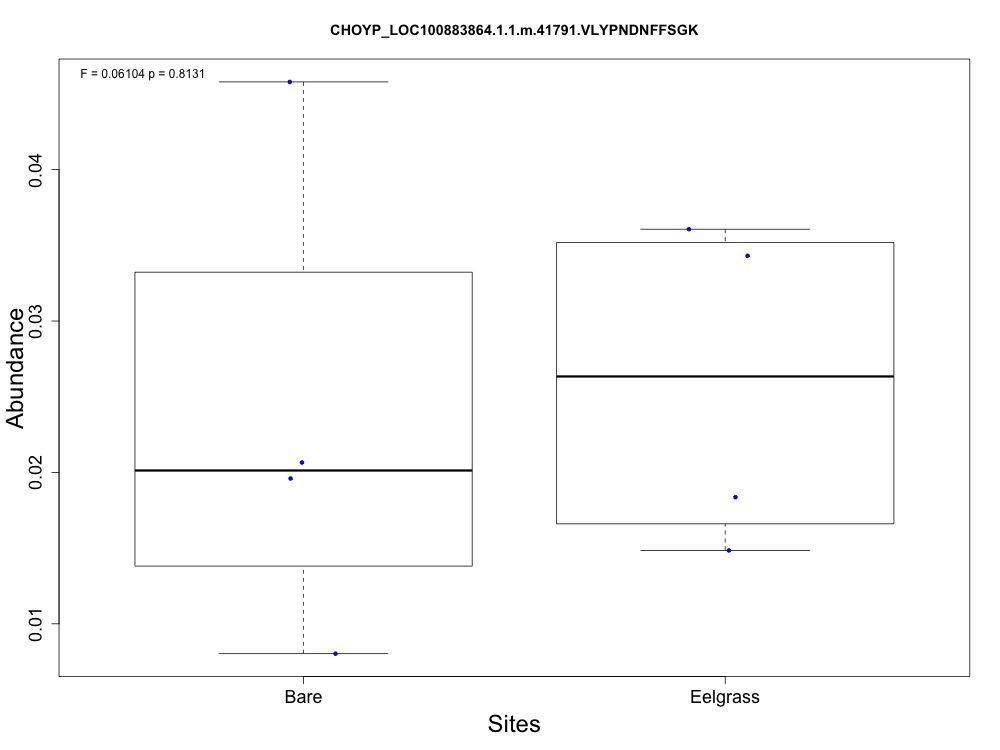 CHOYP_LOC100883864.1.1.m.41791.VLYPNDNFFSGK
F = 0.06104 p = 0.8131
0.04
0.03
0.02
0.01
Abundance
Bare Eelgrass
Sites